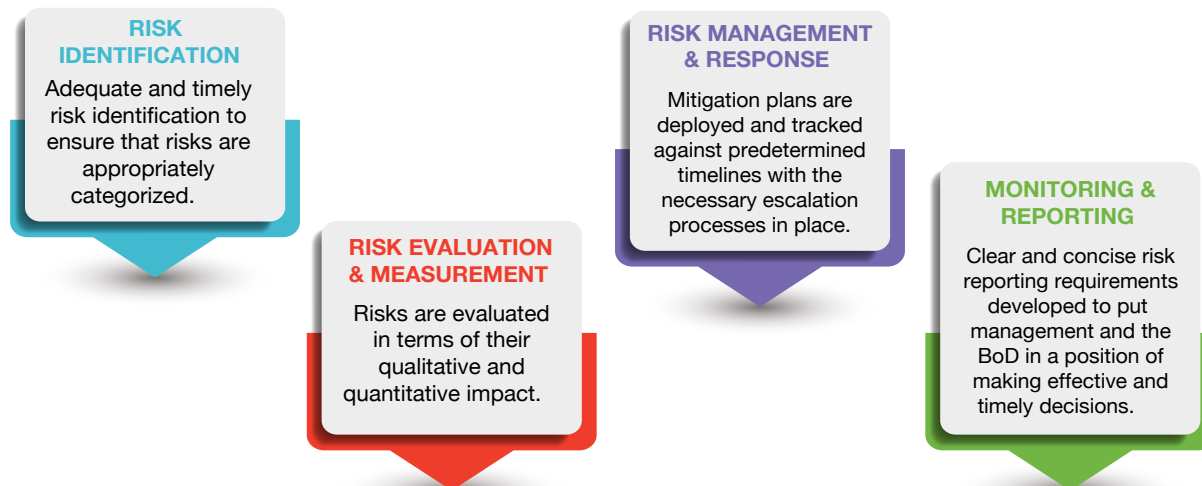 RISK
IDENTIFICATION
Adequate and timely
risk identification to
ensure that risks are
appropriately
categorized.
RISK EVALUATION
& MEASUREMENT
Risks are evaluated
in terms of their
qualitative and
quantitative impact.
RISK MANAGEMENT
& RESPONSE
Mitigation plans are
deployed and tracked
against predetermined
timelines with the
necessary escalation
processes in place.
MONITORING &
REPORTING
Clear and concise risk
reporting requirements
developed to put
management and the
BoD in a position of
making effective and
timely decisions.